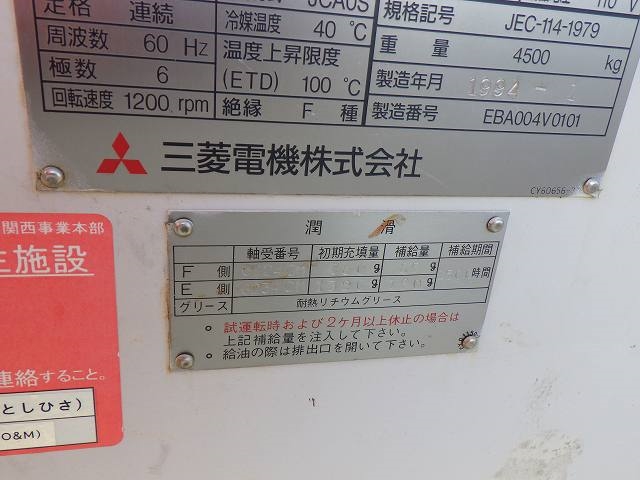 定格 連続
周波数 60 Hz
極数 6
回転速度 1200 rpm
JCA0S
冷媒温度 40 ℃
温度上昇限度
(ETD) 100 ℃
絶縁 F 種
110 V
規格記号 JEC-114-1979
重量 4500 kg
製造年月 1994 - 1
製造番号 EBA004V0101
三菱電機株式会社
CY60656-
潤 滑
軸受番号 初期充填量 補給量 補給期間
F 側 g g 時間
E 側 g g
グリース 耐熱リチウムグリース
○ 試運転時および2ケ月以上休止の場合は
上記補給量を注入して下さい。
○ 給油の際は排出口を開いて下さい。
関西事業本部
施設
連絡すること。
としひさ)
O&M)